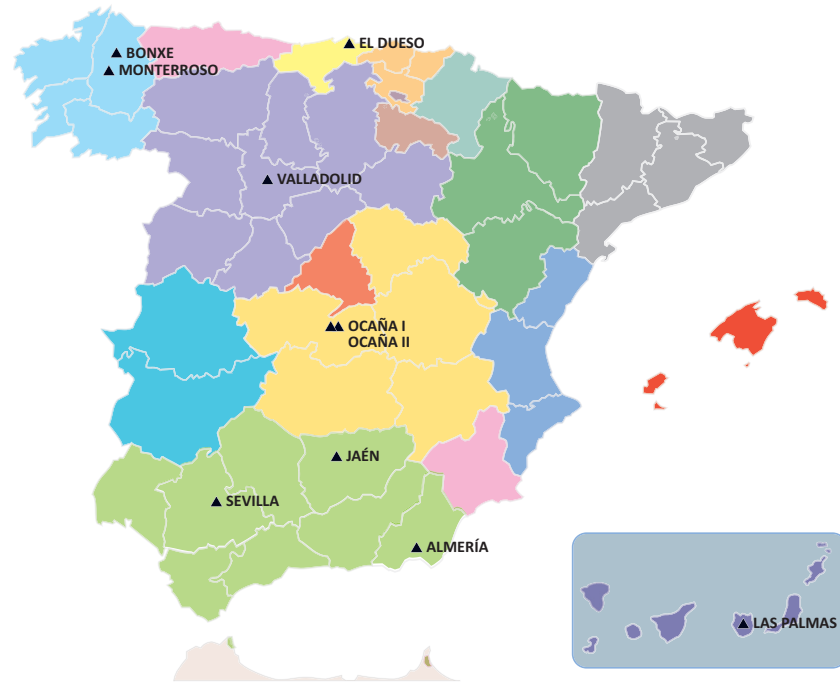 EL DUESO
BONXE
MONTERROSO
VALLADOLID
OCAÑA I
OCAÑA II
JAÉN
SEVILLA
ALMERÍA
LAS PALMAS